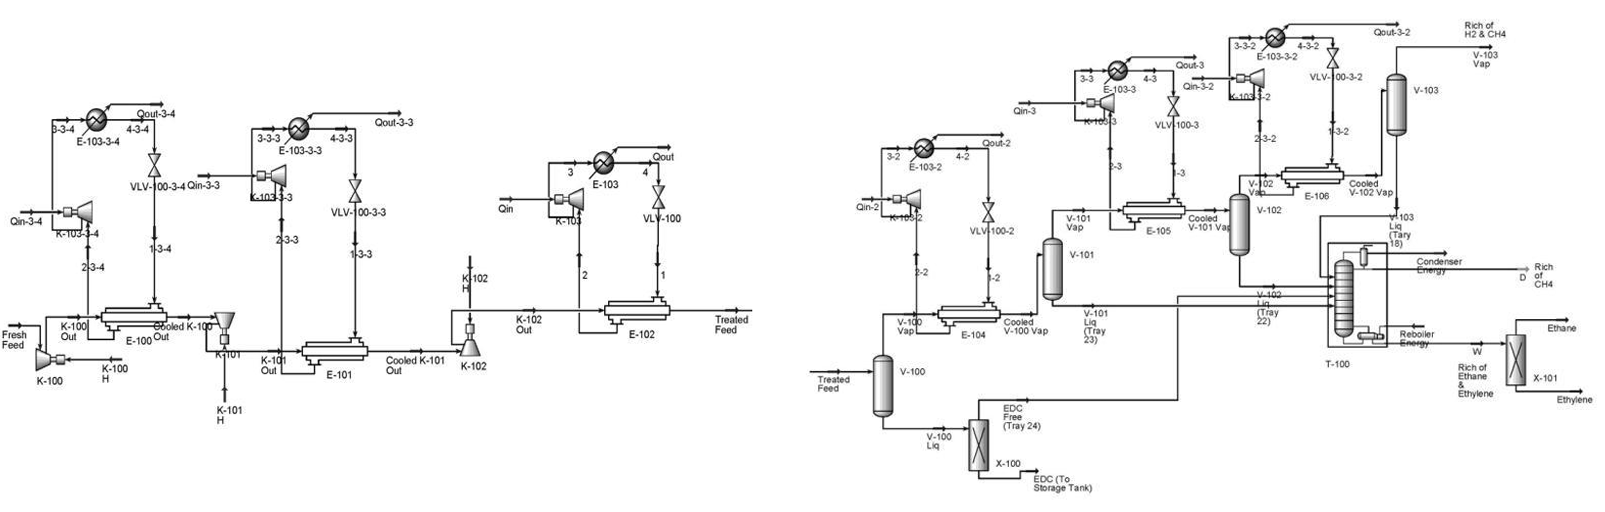 Qout-3-4
3-3-4
4-3-4
E-103-3-4
VLV-100-3-4
Qin-3-4
K-103-3-4
2-3-4
1-3-4
Fresh
Feed
K-100
Out
K-100
K-100
H
E-100
Cooled K-100
K-101
K-101
H
Qout-3-3
3-3-3
4-3-3
E-103-3-3
Qin-3-3
K-103-3-3
VLV-100-3-3
2-3-3
1-3-3
K-101
Out
E-101
Cooled K-101
Out
K-102
H
K-102
K-102
Out
Qout
3
4
E-103
Qin
K-103
VLV-100
2
1
E-102
Treated
Feed
Treated
Feed
V-100
V-100
Vap
V-100
Liq
X-100
EDC
Free
(Tray 24)
EDC (To
Storage Tank)
Qout-2
3-2
4-2
E-103-2
Qin-2
K-103-2
VLV-100-2
2-2
1-2
E-104
Cooled
V-100 Vap
V-101
V-101
Vap
V-101
Liq
(Tray
23)
Qout-3
3-3
4-3
E-103-3
Qin-3
K-103-3
VLV-100-3
2-3
1-3
E-105
Cooled
V-101 Vap
V-102
V-102
Vap
V-102
Liq
(Tray
22)
Qout-3-2
3-3-2
4-3-2
E-103-3-2
Qin-3-2
K-103-3-2
VLV-100-3-2
2-3-2
1-3-2
E-106
Cooled
V-102 Vap
V-103
Rich of
H2 & CH4
V-103
Vap
V-103
Liq
(Tary
18)
Condenser
Energy
D
Rich
of
CH4
Reboiler
Energy
T-100
W
Rich of
Ethane
&
Ethylene
Ethane
X-101
Ethylene